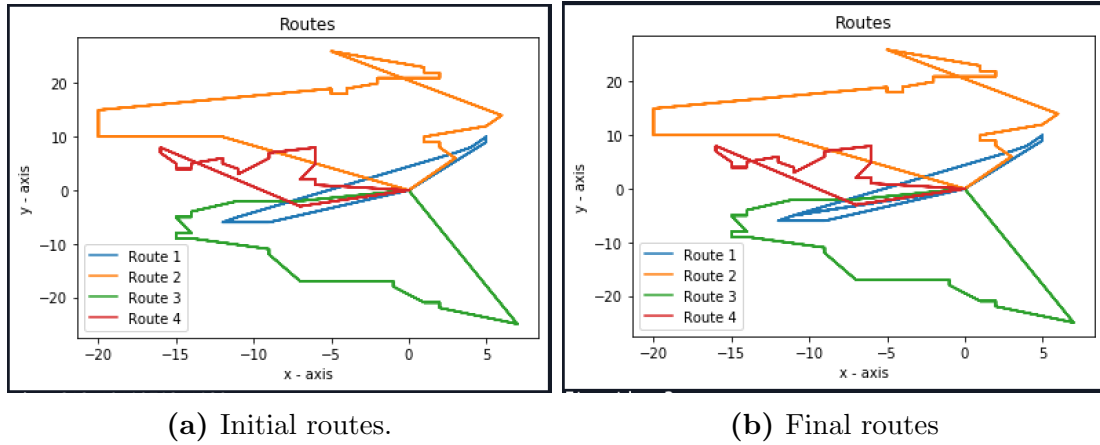 Routes
20
10
0
−10
−20
y - axis
Route 1
Route 2
Route 3
Route 4
−20 −15 −10 −5 0 5
x - axis
(a) Initial routes.
Routes
20
10
0
−10
−20
y - axis
Route 1
Route 2
Route 3
Route 4
−20 −15 −10 −5 0 5
x - axis
(b) Final routes